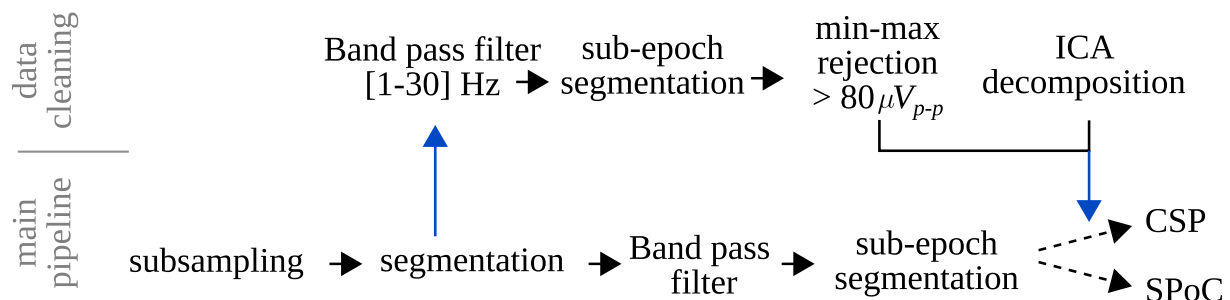 data
cleaning
Band pass filter
[1-30] Hz
sub-epoch
segmentation
min-max
rejection
> 80 μV_p-p
ICA
decomposition
main
pipeline
subsampling
segmentation
Band pass
filter
sub-epoch
segmentation
CSP
SPoC